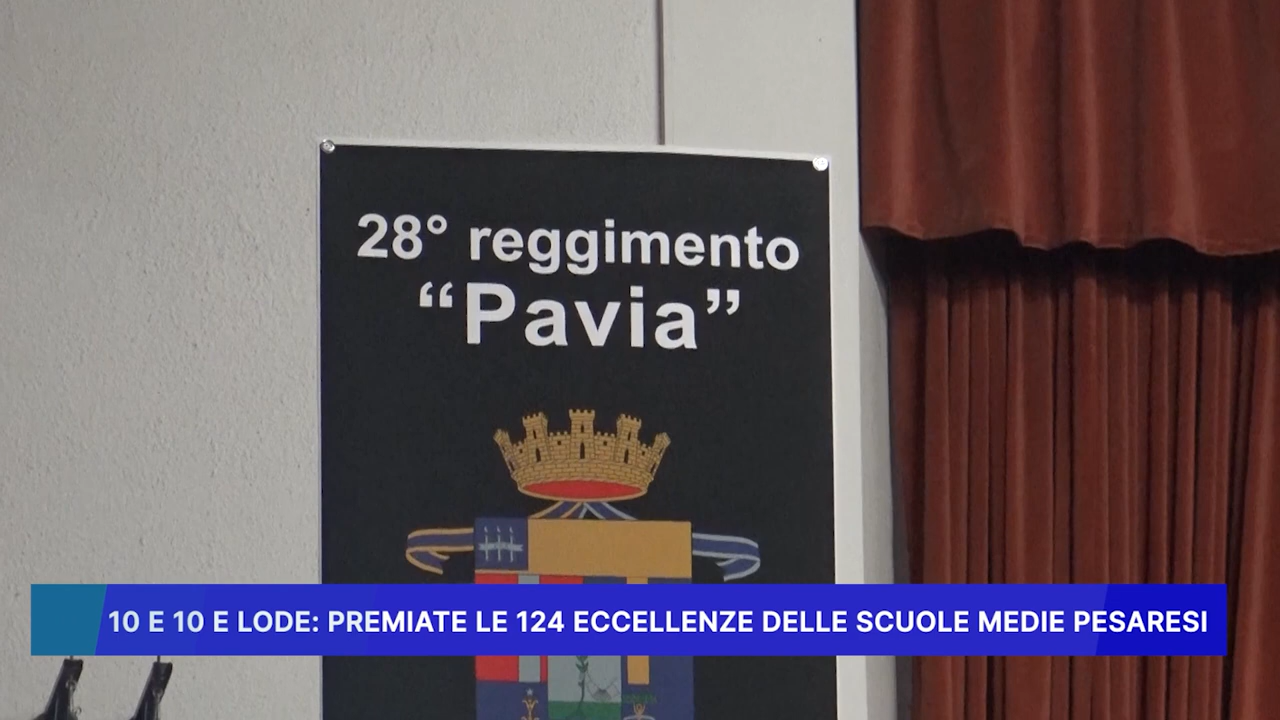 28° reggimento
“Pavia”
10 E 10 E LODE: PREMIATE LE 124 ECCELLENZE DELLE SCUOLE MEDIE PESARESI